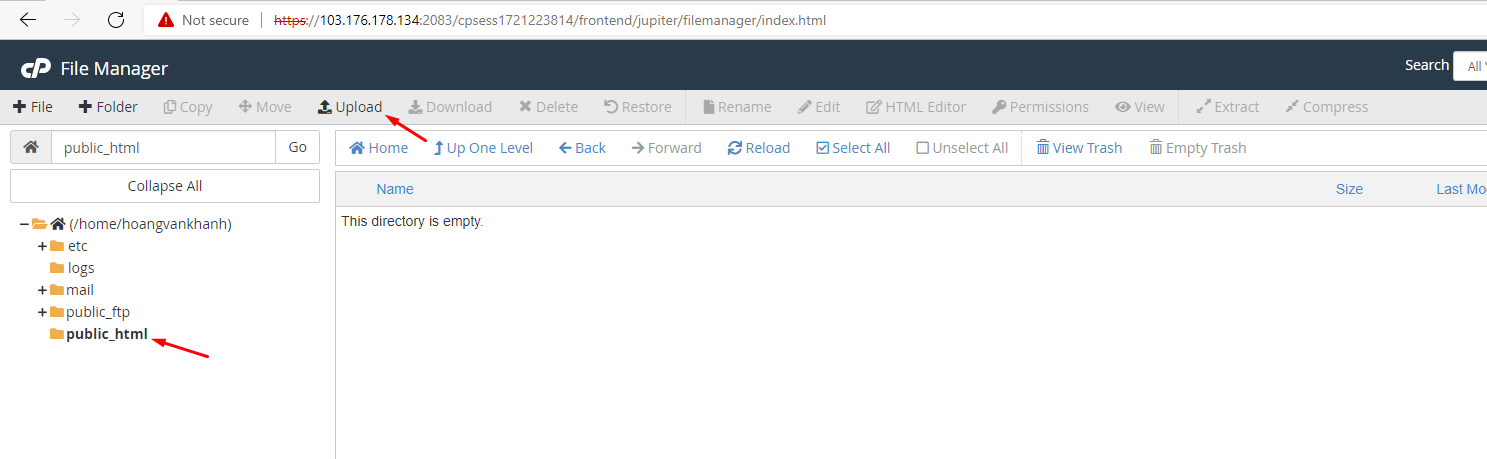 Not secure https://103.176.178.134:2083/cpsess1721223814/frontend/jupiter/filemanager/index.html
cP File Manager Search All
File Folder Copy Move Upload Download Delete Restore Rename Edit HTML Editor Permissions View Extract Compress
public_html Go Home Up One Level Back Forward Reload Select All Unselect All View Trash Empty Trash
Collapse All
Name Size Last Mo
This directory is empty.
(/home/hoangvankhanh)
etc
logs
mail
public_ftp
public_html